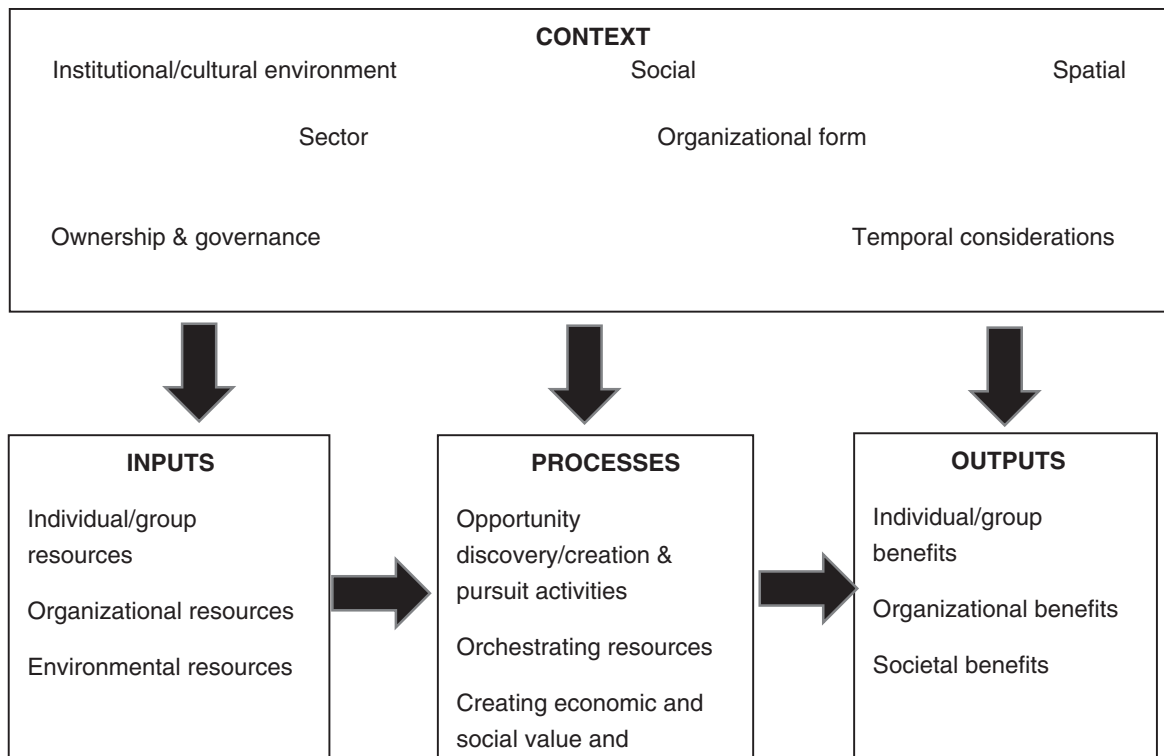 CONTEXT
Institutional/cultural environment
Social
Spatial
Sector
Organizational form
Ownership & governance
Temporal considerations
INPUTS
Individual/group
resources
Organizational resources
Environmental resources
PROCESSES
Opportunity
discovery/creation &
pursuit activities
Orchestrating resources
Creating economic and
social value and
OUTPUTS
Individual/group
benefits
Organizational benefits
Societal benefits